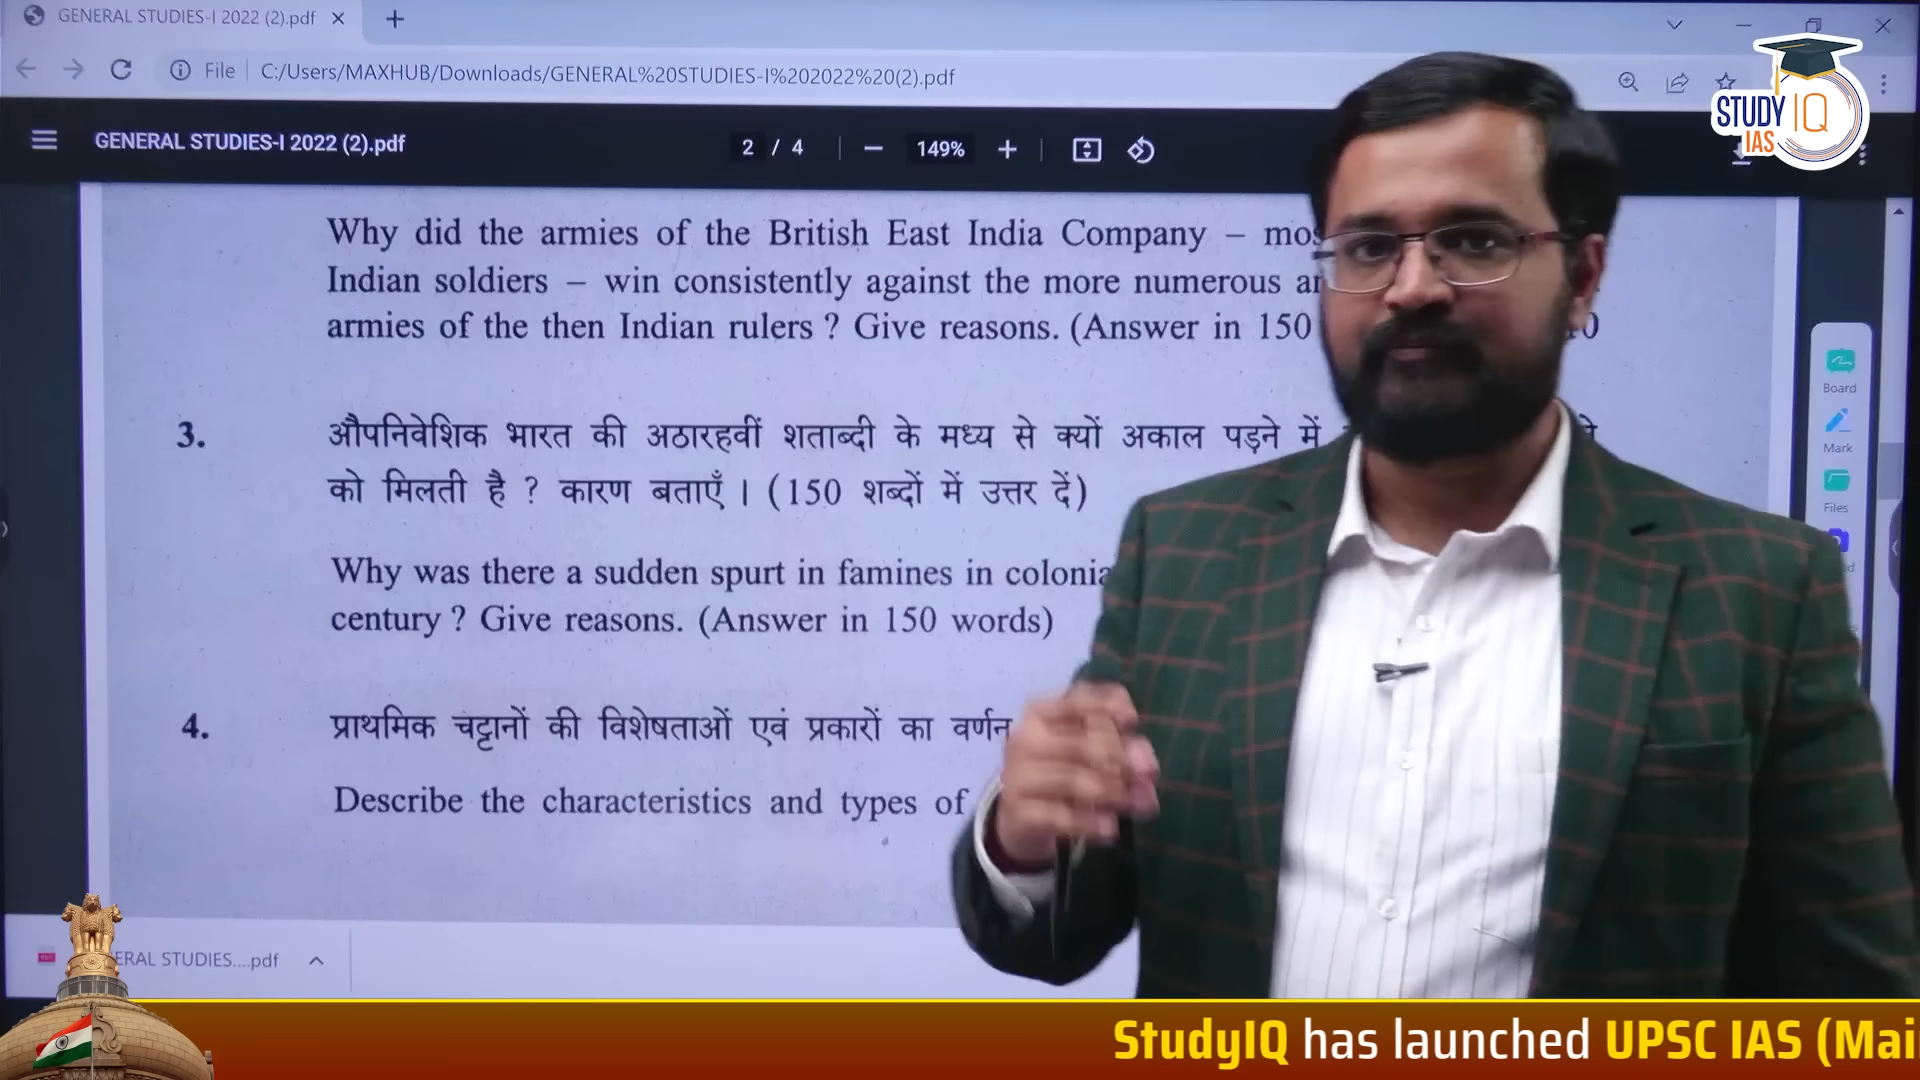 GENERAL STUDIES-I 2022 (2).pdf
File
C:/Users/MAXHUB/Downloads/GENERAL%20STUDIES-I%202022%20(2).pdf
STUDY IQ
IAS
GENERAL STUDIES-I 2022 (2).pdf
2 / 4
149%
Why did the armies of the British East India Company –
Indian soldiers – win consistently against the more numerous
armies of the then Indian rulers ? Give reasons. (Answer in 150
3. औपनिवेशिक भारत की अठारहवीं शताब्दी के मध्य से क्यों अकाल पड़ने में
को मिलती है ? कारण बताएँ । (150 शब्दों में उत्तर दें)
Why was there a sudden spurt in famines in
century ? Give reasons. (Answer in 150 words)
4. प्राथमिक चट्टानों की विशेषताओं एवं प्रकारों का वर्णन
Describe the characteristics and types of
Board
Mark
Files
STUDIES....pdf
StudyIQ has launched UPSC IAS